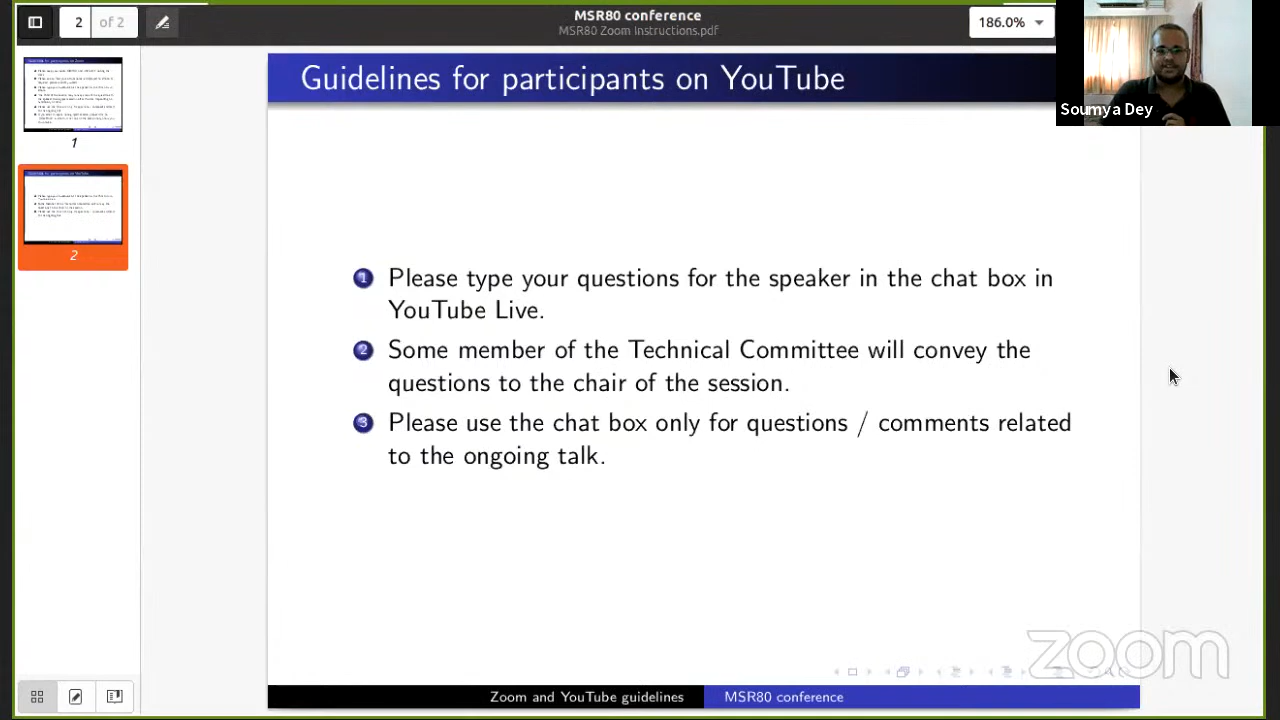 2 of 2
MSR80 conference
MSR80 Zoom Instructions.pdf
186.0%
Guidelines for participants on YouTube
Soumya Dey
1
2
1 Please type your questions for the speaker in the chat box in
YouTube Live.
2 Some member of the Technical Committee will convey the
questions to the chair of the session.
3 Please use the chat box only for questions / comments related
to the ongoing talk.
zoom
Zoom and YouTube guidelines
MSR80 conference